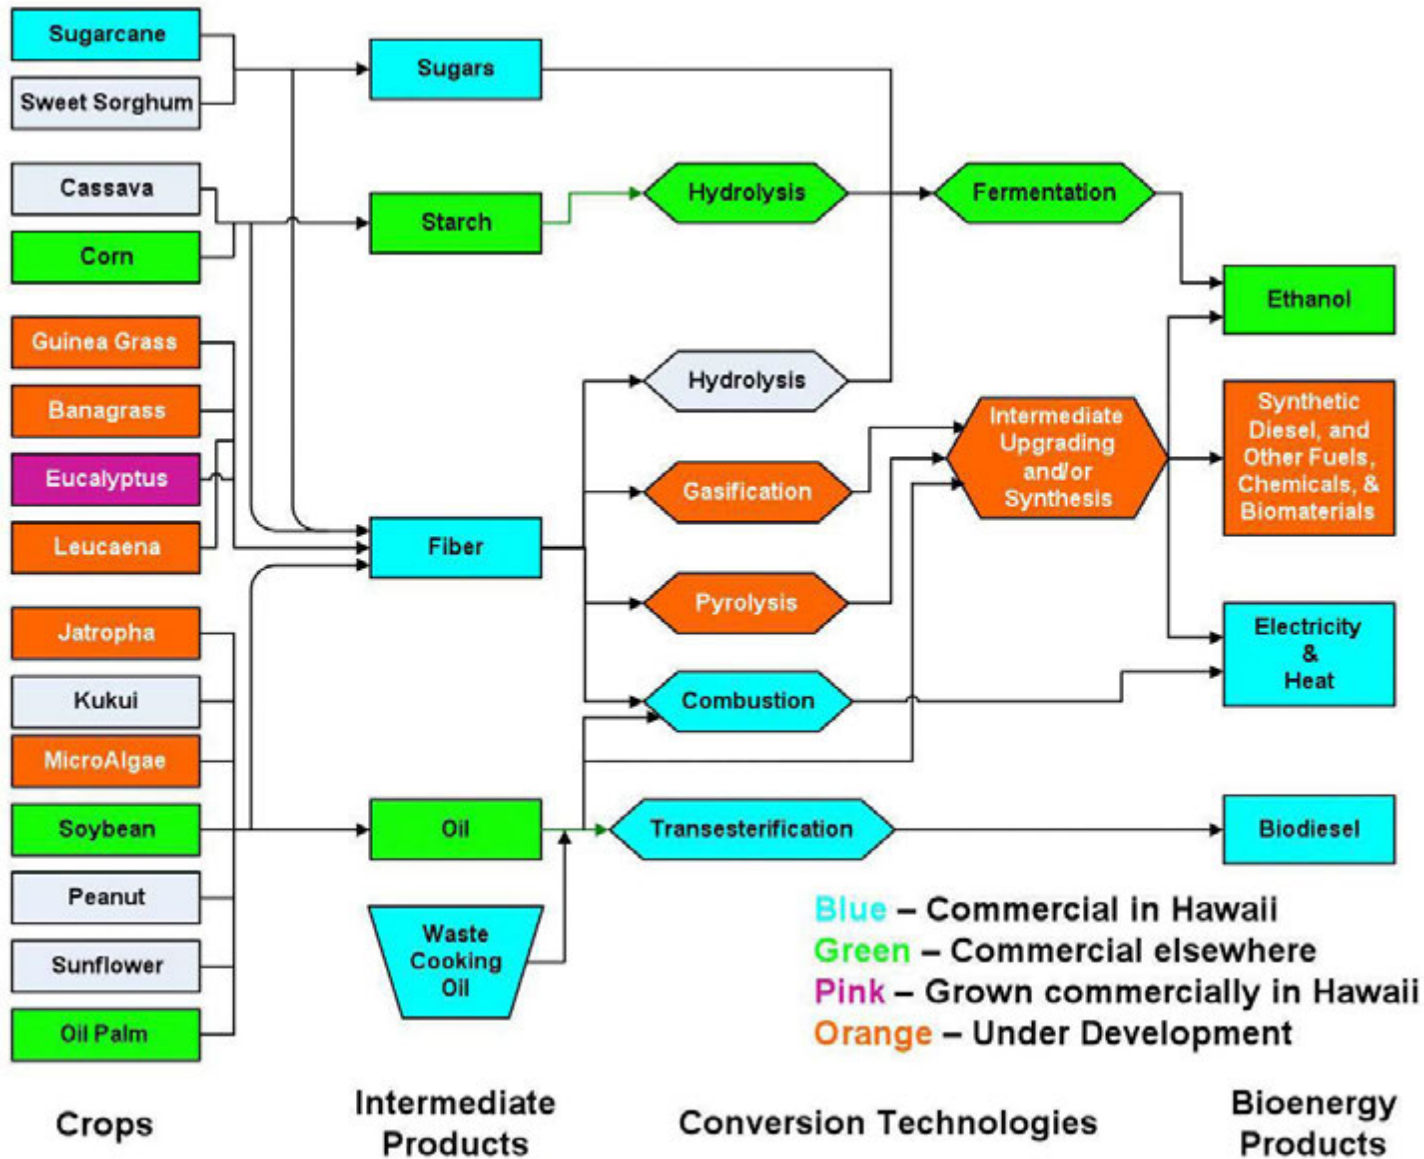 Sugarcane
Sweet Sorghum
Cassava
Corn
Guinea Grass
Banagrass
Eucalyptus
Leucaena
Jatropha
Kukui
MicroAlgae
Soybean
Peanut
Sunflower
Oil Palm
Crops
Sugars
Starch
Fiber
Oil
Waste
Cooking
Oil
Intermediate
Products
Hydrolysis
Fermentation
Hydrolysis
Gasification
Pyrolysis
Combustion
Transesterification
Intermediate
Upgrading
and/or
Synthesis
Conversion Technologies
Ethanol
Synthetic
Diesel, and
Other Fuels,
Chemicals, &
Biomaterials
Electricity
&
Heat
Biodiesel
Blue – Commercial in Hawaii
Green – Commercial elsewhere
Pink – Grown commercially in Hawaii
Orange – Under Development
Bioenergy
Products